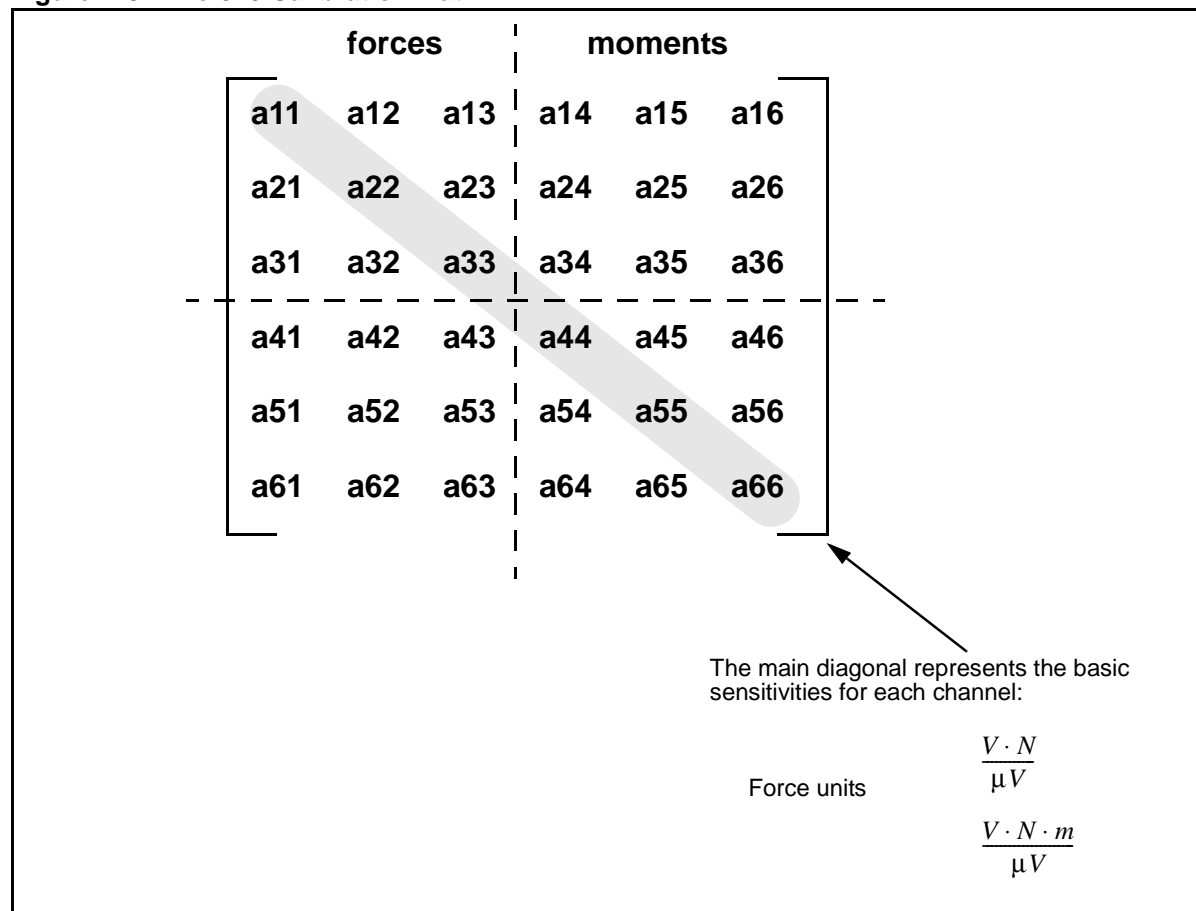 forces moments
a11 a12 a13 a14 a15 a16
a21 a22 a23 a24 a25 a26
a31 a32 a33 a34 a35 a36
a41 a42 a43 a44 a45 a46
a51 a52 a53 a54 a55 a56
a61 a62 a63 a64 a65 a66
The main diagonal represents the basic
sensitivities for each channel:
V · N
Force units
μV
V · N · m
μV